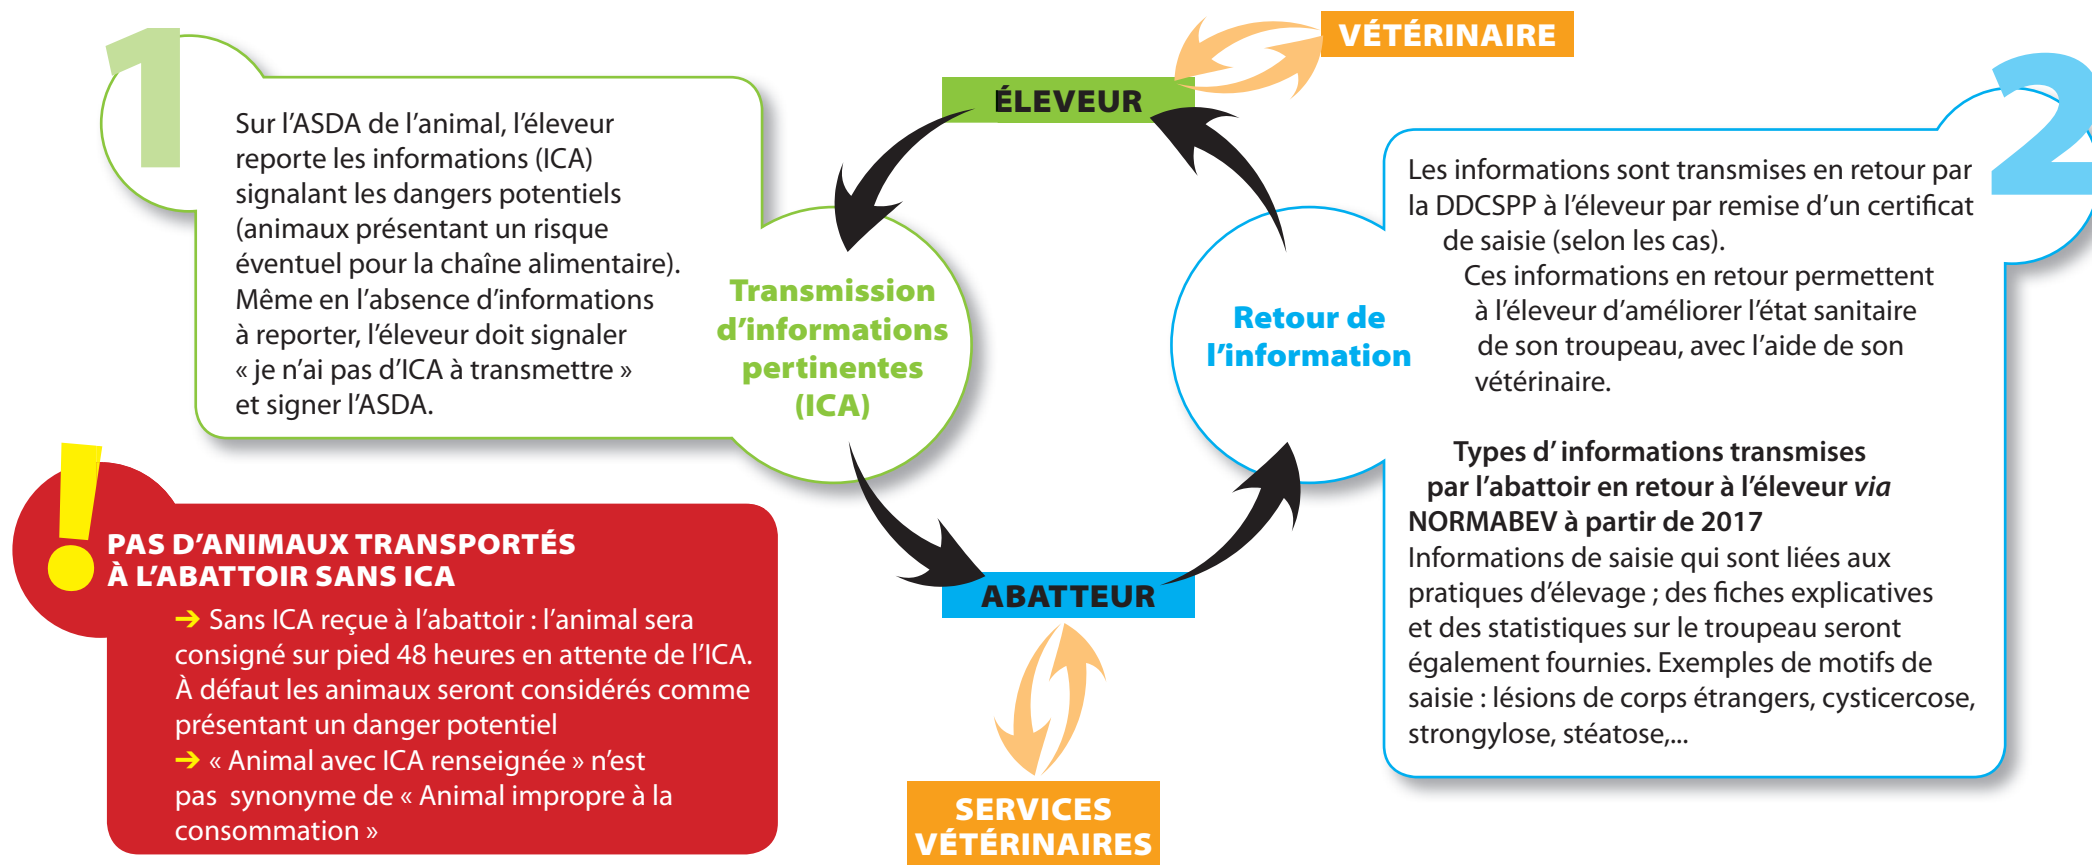 1
Sur l’ASDA de l’animal, l’éleveur
reporte les informations (ICA)
signalant les dangers potentiels
(animaux présentant un risque
éventuel pour la chaîne alimentaire).
Même en l’absence d’informations
à reporter, l’éleveur doit signaler
« je n’ai pas d’ICA à transmettre »
et signer l’ASDA.
Transmission
d’informations
pertinentes
(ICA)
!
PAS D’ANIMAUX TRANSPORTÉS
À L’ABATTOIR SANS ICA
➔ Sans ICA reçue à l’abattoir : l’animal sera
consigné sur pied 48 heures en attente de l’ICA.
À défaut les animaux seront considérés comme
présentant un danger potentiel
➔ « Animal avec ICA renseignée » n’est
pas  synonyme de « Animal impropre à la
consommation »
VÉTÉRINAIRE
ÉLEVEUR
ABATTEUR
SERVICES
VÉTÉRINAIRES
2
Retour de
l’information
Les informations sont transmises en retour par
la DDCSPP à l’éleveur par remise d’un certificat
de saisie (selon les cas).
Ces informations en retour permettent
à l’éleveur d’améliorer l’état sanitaire
de son troupeau, avec l’aide de son
vétérinaire.
Types d’ informations transmises
par l’abattoir en retour à l’éleveur via
NORMABEV à partir de 2017
Informations de saisie qui sont liées aux
pratiques d’élevage ; des fiches explicatives
et des statistiques sur le troupeau seront
également fournies. Exemples de motifs de
saisie : lésions de corps étrangers, cysticercose,
strongylose, stéatose,...